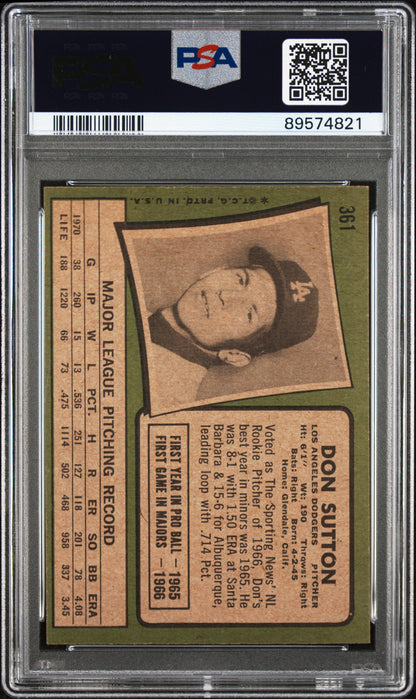 PSA
PSA
89574821
361
*©T.C.G. PRTD. IN U.S.A.
DON SUTTON
LOS ANGELES DODGERS PITCHER
Ht: 6'1" Wt: 190 Throws: Right
Bats: Right Born: 4-2-45
Home: Glendale, Calif.
Voted as The Sporting News' NL
Rookie Pitcher of 1966, Don's
best year in minors was 1965. He
was 8-1 with 1.50 ERA at Santa
Barbara & 15-6 for Albuquerque,
leading loop with .714 Pct.
FIRST YEAR IN PRO BALL — 1965
FIRST GAME IN MAJORS — 1966
LA
MAJOR LEAGUE PITCHING RECORD
G IP W L PCT. H R ER SO BB ERA
1970 38 260 15 13 .536 251 127 118 201 78 4.08
LIFE 188 1220 66 73 .475 1114 502 468 958 337 3.45